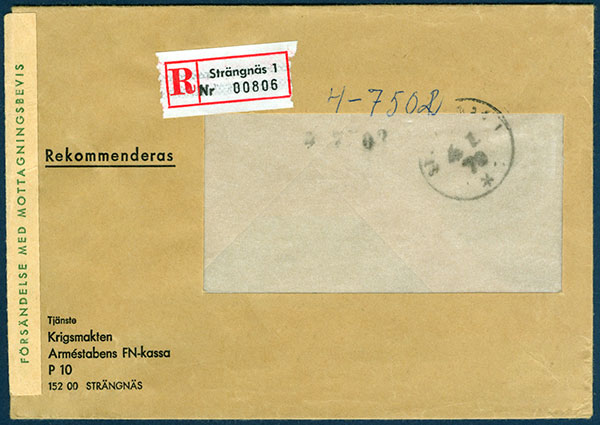 FÖRSÄNDELSE MED MOTTAGNINGSBEVIS
R
Strängnäs 1
Nr 00806
4-7502
Rekommenderas
Tjänste
Krigsmakten
Arméstabens FN-kassa
P 10
152 00 STRÄNGNÄS